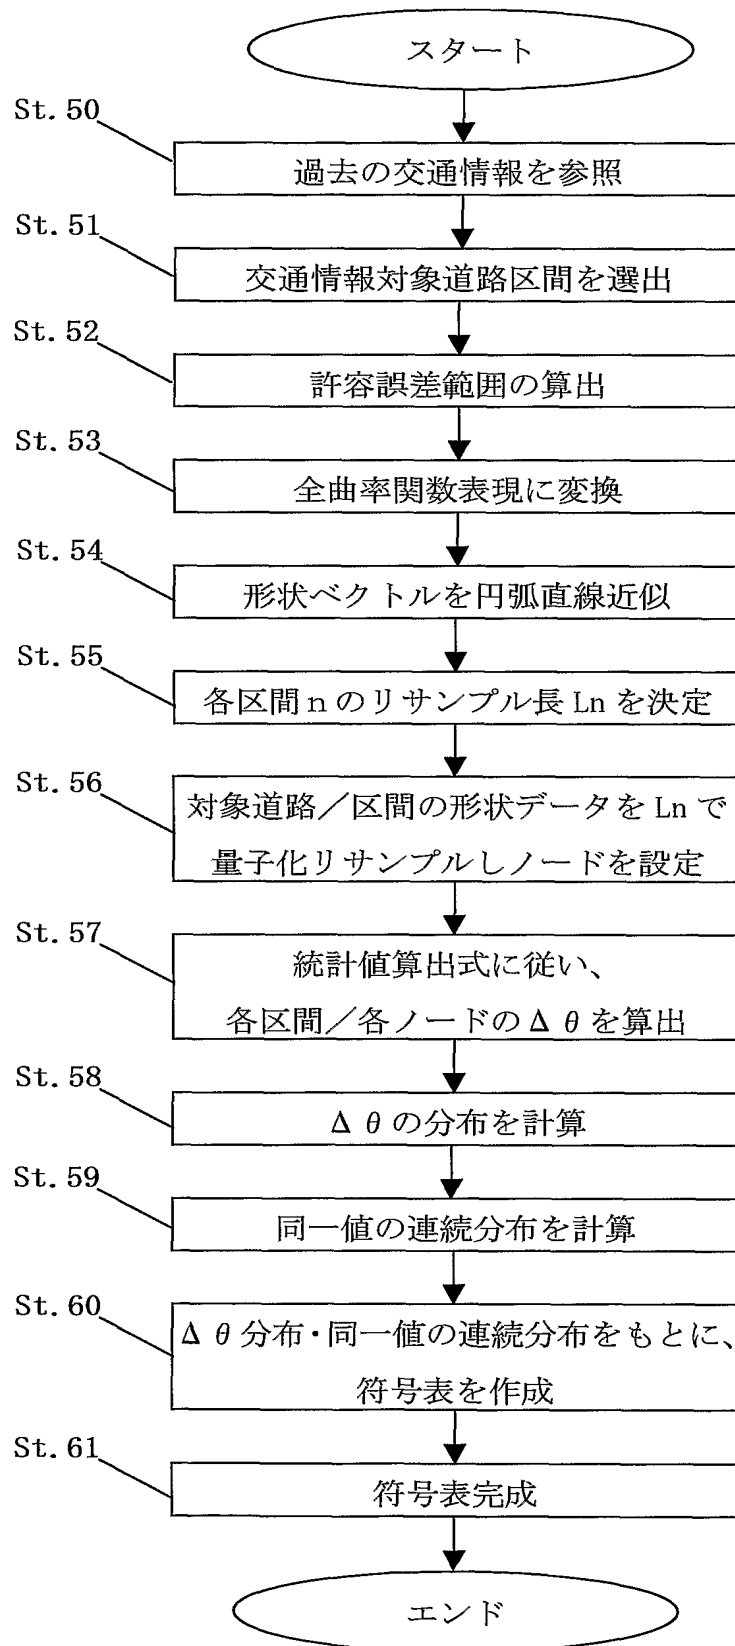 スタート
St. 50
過去の交通情報を参照
St. 51
交通情報対象道路区間を選出
St. 52
許容誤差範囲の算出
St. 53
全曲率関数表現に変換
St. 54
形状ベクトルを円弧直線近似
St. 55
各区間 n のリサンプル長 Ln を決定
St. 56
対象道路／区間の形状データを Ln で
量子化リサンプルしノードを設定
St. 57
統計値算出式に従い、
各区間／各ノードの Δ θ を算出
St. 58
Δ θ の分布を計算
St. 59
同一値の連続分布を計算
St. 60
Δ θ 分布・同一値の連続分布をもとに、
符号表を作成
St. 61
符号表完成
エンド